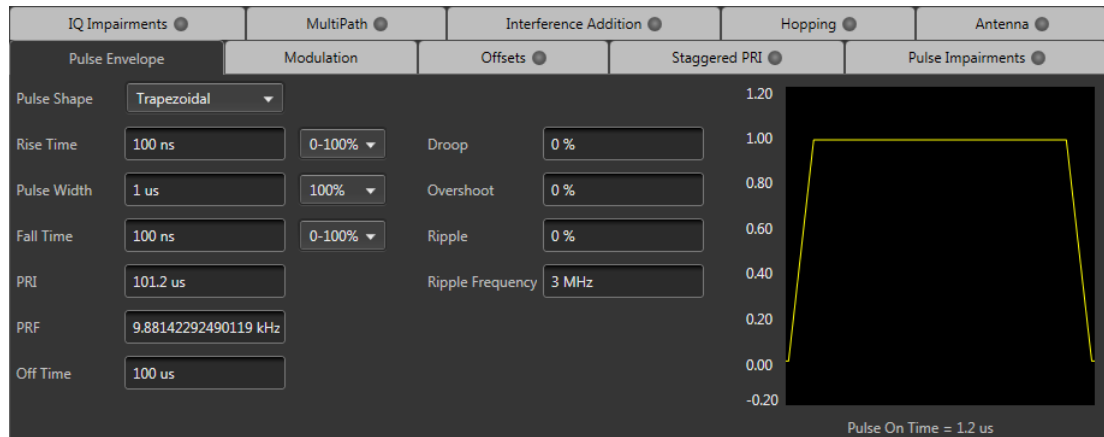 IQ Impairments MultiPath Interference Addition Hopping Antenna
Pulse Envelope Modulation Offsets Staggered PRI Pulse Impairments
Pulse Shape Trapezoidal 1.20
Rise Time 100 ns 0-100% Droop 0 % 1.00
Pulse Width 1 us 100% Overshoot 0 % 0.80
Fall Time 100 ns 0-100% Ripple 0 % 0.60
PRI 101.2 us Ripple Frequency 3 MHz 0.40
PRF 9.88142292490119 kHz 0.20
Off Time 100 us 0.00
-0.20
Pulse On Time = 1.2 us